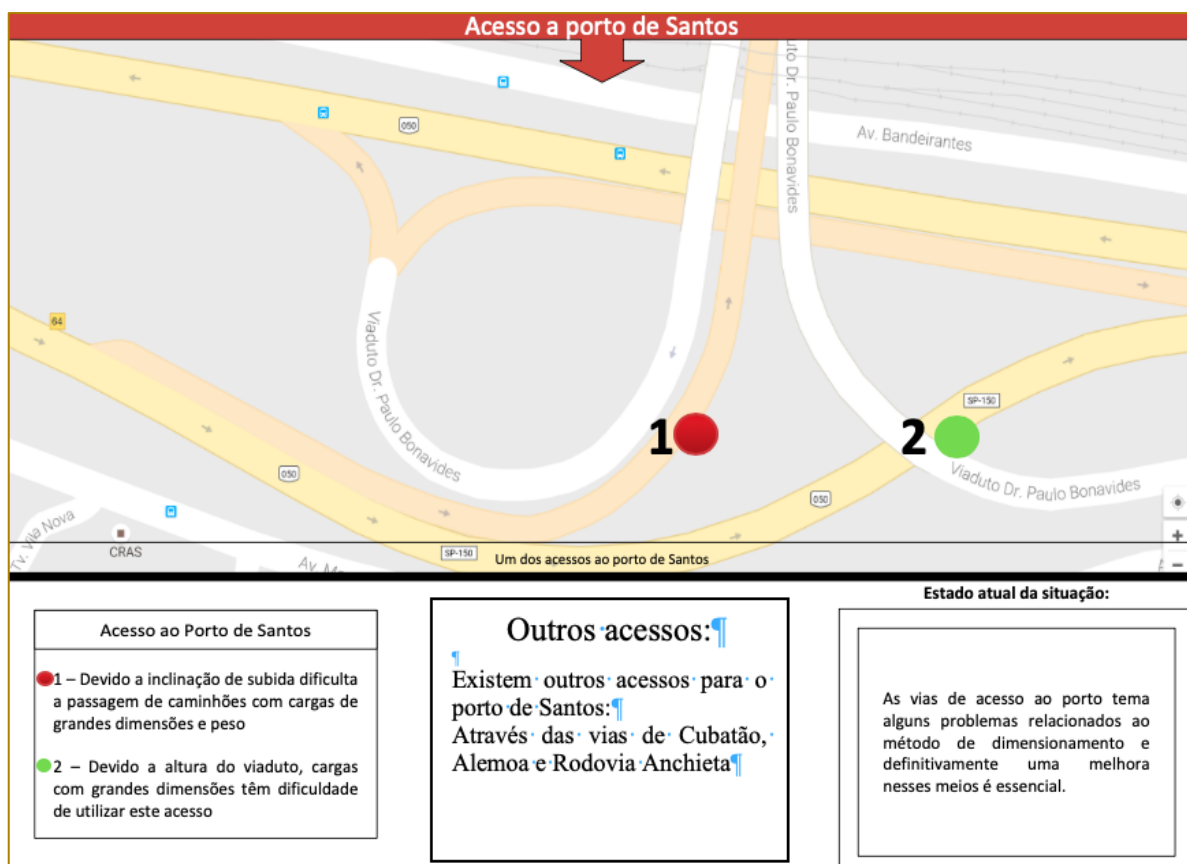 Acesso a porto de Santos
uto Dr. Paulo Bonavides
050
Av. Bandeirantes
64
Viaduto Dr. Paulo Bonavides
1
2
SP-150
050
050
Viaduto Dr. Paulo Bonavides
Tv. Vila Nova
CRAS
Av. M
SP-150
Um dos acessos ao porto de Santos
+
−
Acesso ao Porto de Santos
1 – Devido a inclinação de subida dificulta
a passagem de caminhões com cargas de
grandes dimensões e peso
2 – Devido a altura do viaduto, cargas
com grandes dimensões têm dificuldade
de utilizar este acesso
Outros·acessos:¶
¶
Existem·outros·acessos·para·o·
porto·de·Santos:¶
Através·das·vias·de·Cubatão,·
Alemoa·e·Rodovia·Anchieta¶
Estado atual da situação:
As vias de acesso ao porto tema
alguns problemas relacionados ao
método de dimensionamento e
definitivamente uma melhora
nesses meios é essencial.